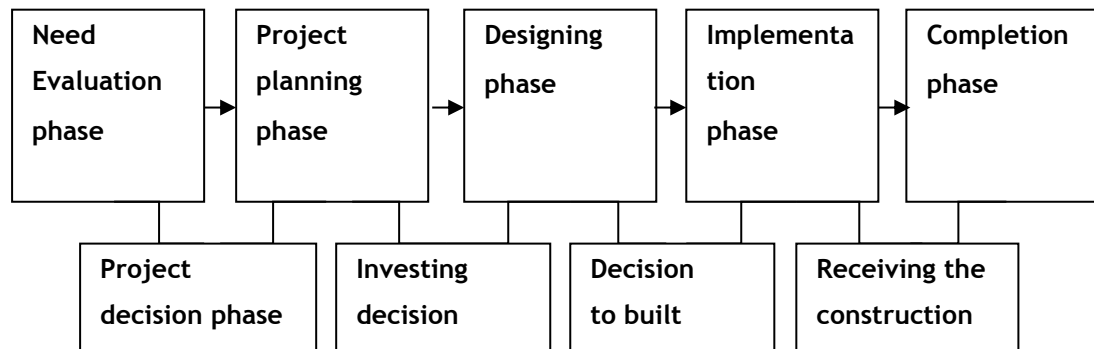 Need
Evaluation
phase
Project
planning
phase
Designing
phase
Implementa
tion
phase
Completion
phase
Project
decision phase
Investing
decision
Decision
to built
Receiving the
construction